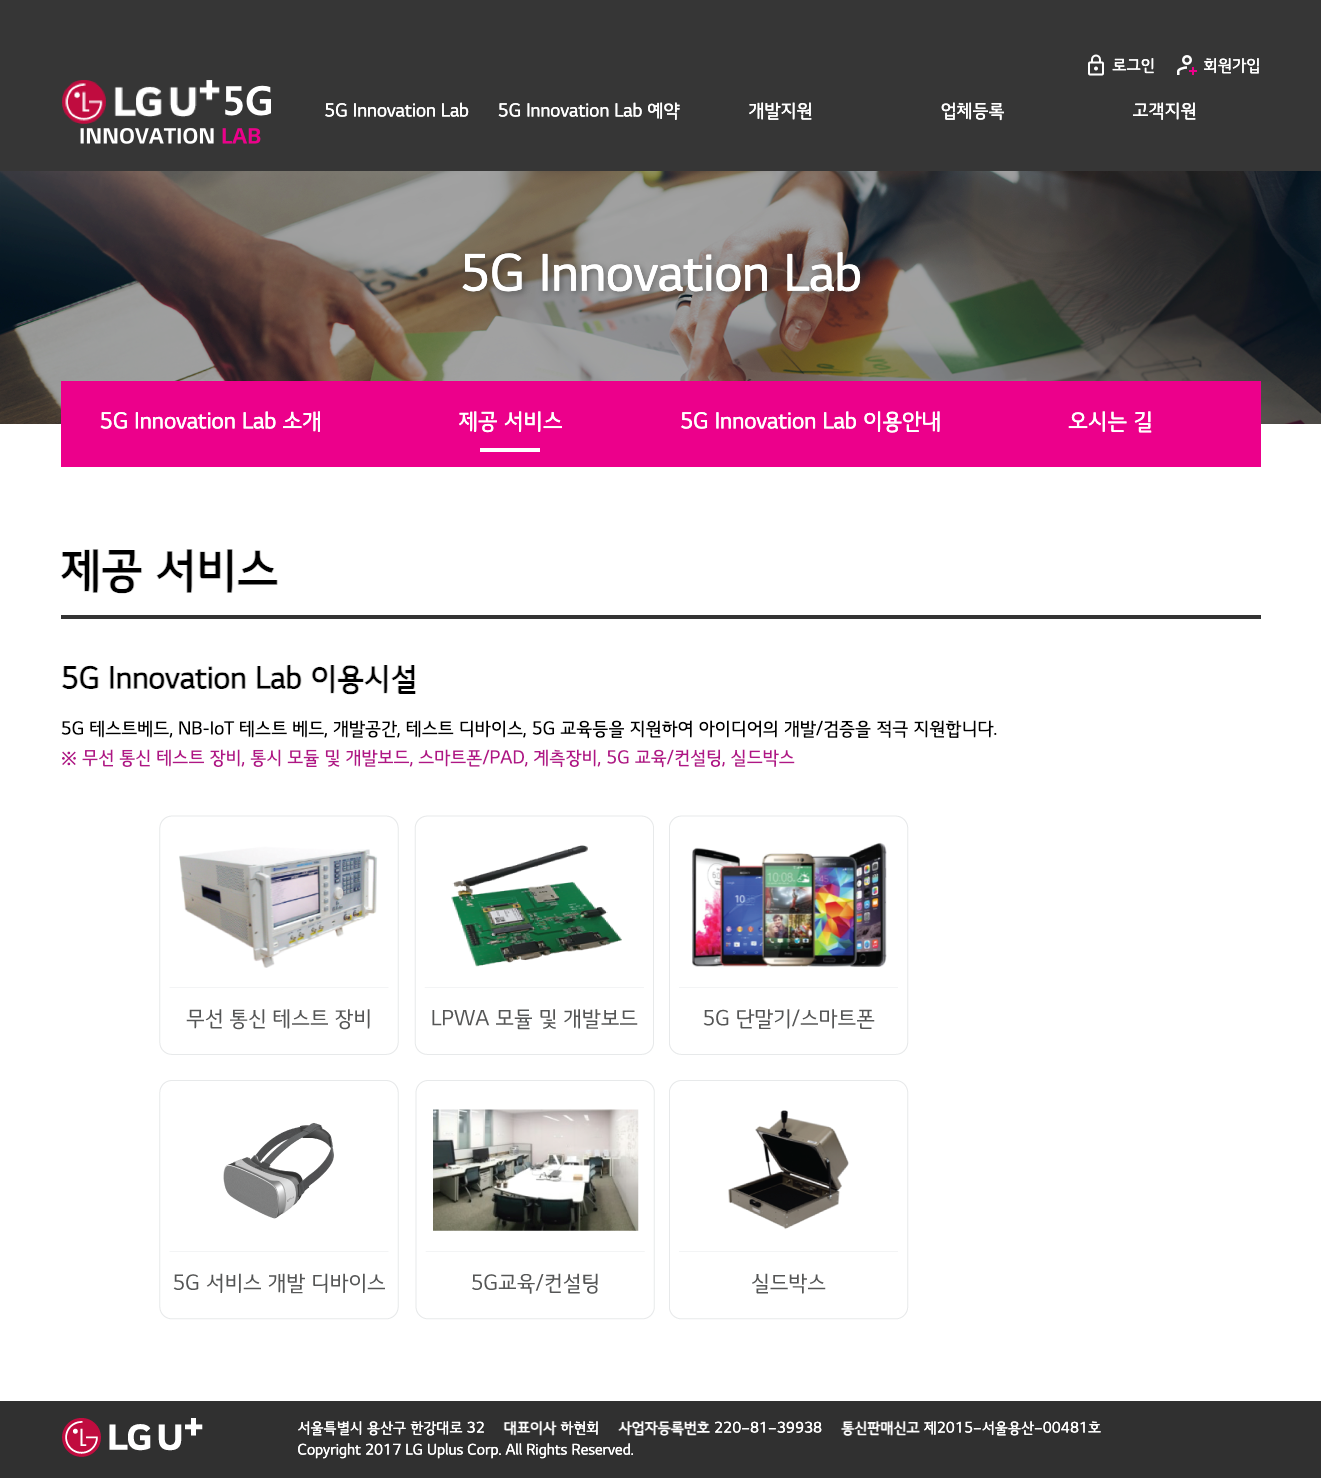 로그인 회원가입
LG U+ 5G
INNOVATION LAB
5G Innovation Lab 5G Innovation Lab 예약 개발지원 업체등록 고객지원
5G Innovation Lab
5G Innovation Lab 소개 제공 서비스 5G Innovation Lab 이용안내 오시는 길
제공 서비스
5G Innovation Lab 이용시설
5G 테스트베드, NB-IoT 테스트 베드, 개발공간, 테스트 디바이스, 5G 교육등을 지원하여 아이디어의 개발/검증을 적극 지원합니다.
※ 무선 통신 테스트 장비, 통시 모듈 및 개발보드, 스마트폰/PAD, 계측장비, 5G 교육/컨설팅, 실드박스
무선 통신 테스트 장비 LPWA 모듈 및 개발보드 5G 단말기/스마트폰
5G 서비스 개발 디바이스 5G교육/컨설팅 실드박스
LG U+
서울특별시 용산구 한강대로 32 대표이사 하현회 사업자등록번호 220-81-39938 통신판매신고 제2015-서울용산-00481호
Copyright 2017 LG Uplus Corp. All Rights Reserved.